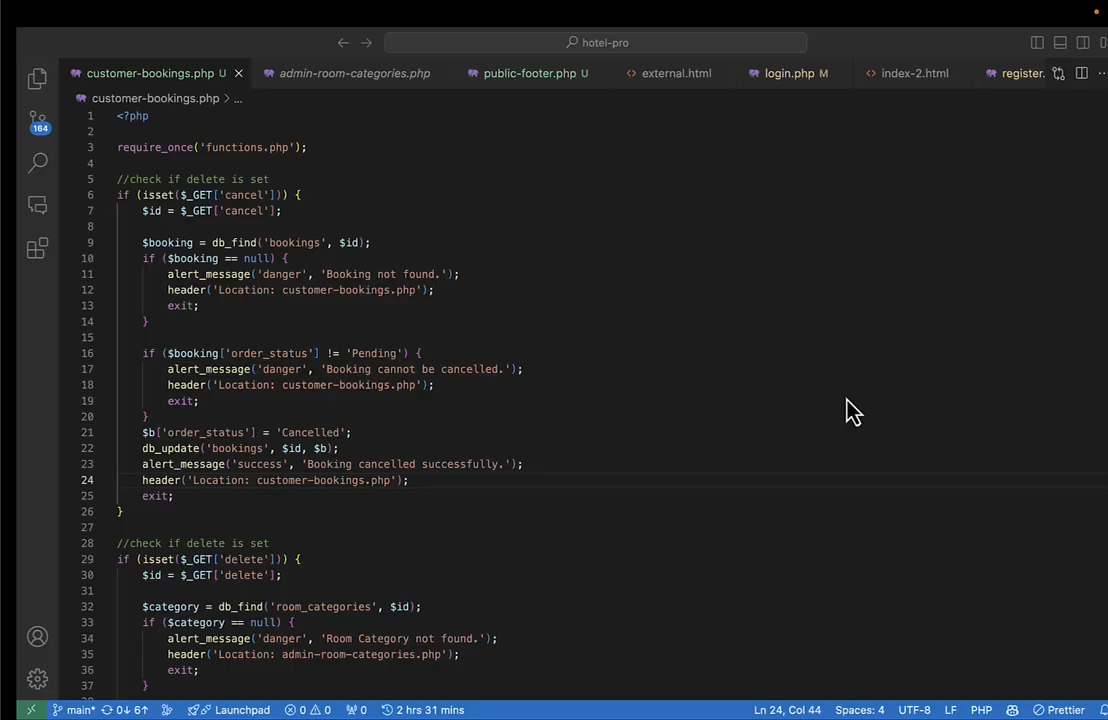 hotel-pro
customer-bookings.php U
admin-room-categories.php
public-footer.php U
external.html
login.php M
index-2.html
register.
customer-bookings.php > ...
164
1 <?php
2
3 require_once('functions.php');
4
5 //check if delete is set
6 if (isset($_GET['cancel'])) {
7 $id = $_GET['cancel'];
8
9 $booking = db_find('bookings', $id);
10 if ($booking == null) {
11 alert_message('danger', 'Booking not found.');
12 header('Location: customer-bookings.php');
13 exit;
14 }
15
16 if ($booking['order_status'] != 'Pending') {
17 alert_message('danger', 'Booking cannot be cancelled.');
18 header('Location: customer-bookings.php');
19 exit;
20 }
21 $b['order_status'] = 'Cancelled';
22 db_update('bookings', $id, $b);
23 alert_message('success', 'Booking cancelled successfully.');
24 header('Location: customer-bookings.php');
25 exit;
26 }
27
28 //check if delete is set
29 if (isset($_GET['delete'])) {
30 $id = $_GET['delete'];
31
32 $category = db_find('room_categories', $id);
33 if ($category == null) {
34 alert_message('danger', 'Room Category not found.');
35 header('Location: admin-room-categories.php');
36 exit;
37 }
main* 0↓ 6↑ Launchpad 0 0 0 2 hrs 31 mins Ln 24, Col 44 Spaces: 4 UTF-8 LF PHP Prettier